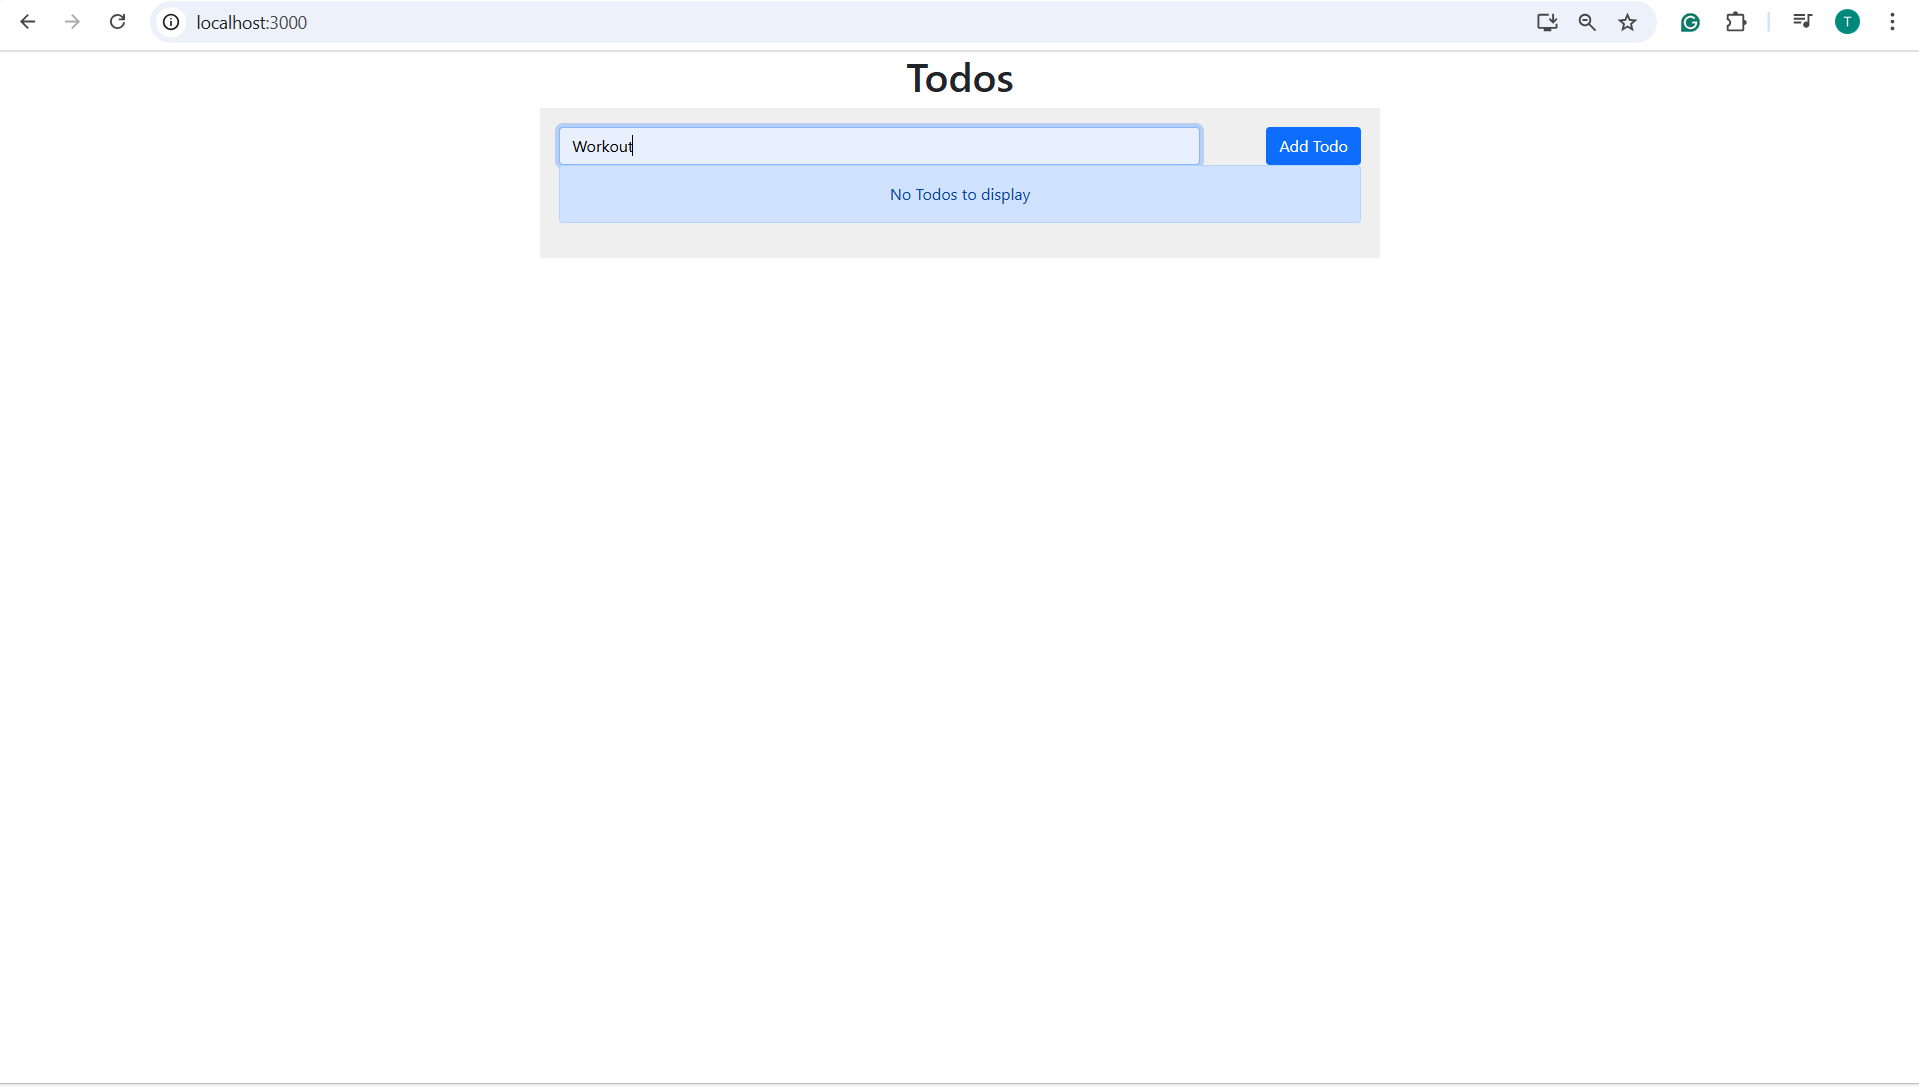 localhost:3000
T
Todos
Workout
Add Todo
No Todos to display